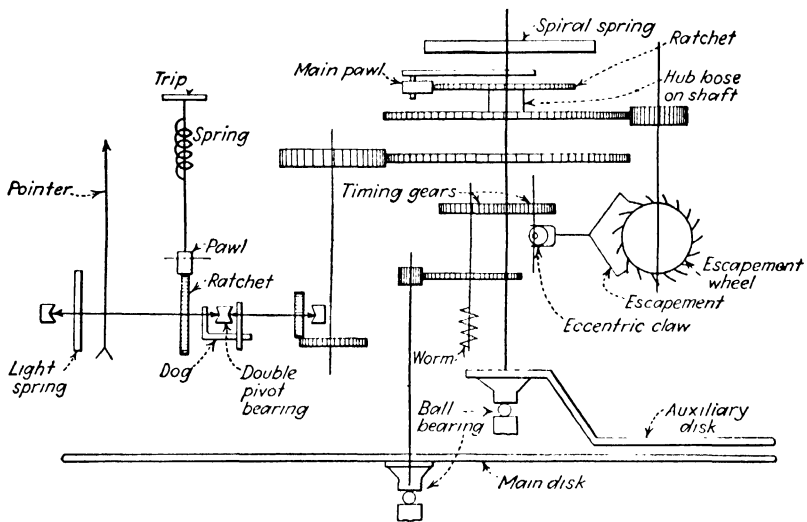 Spiral spring
Ratchet
Main pawl
Hub loose
on shaft
Trip
Spring
Pointer
Timing gears
Pawl
Ratchet
Escapement
wheel
Escapement
Eccentric claw
Light
spring
Dog
Double
pivot
bearing
Worm
Ball
bearing
Auxiliary
disk
Main disk